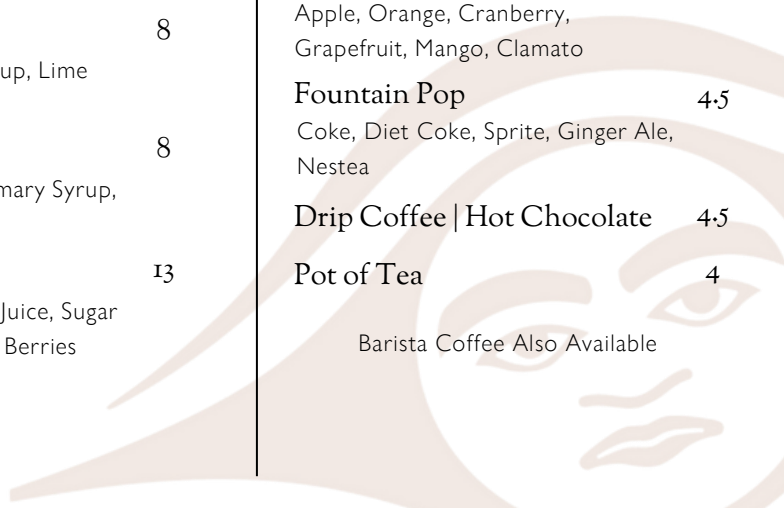 8
up, Lime
8
mary Syrup,
13
Juice, Sugar
Berries
Apple, Orange, Cranberry,
Grapefruit, Mango, Clamato
Fountain Pop 4.5
Coke, Diet Coke, Sprite, Ginger Ale,
Nestea
Drip Coffee | Hot Chocolate 4.5
Pot of Tea 4
Barista Coffee Also Available